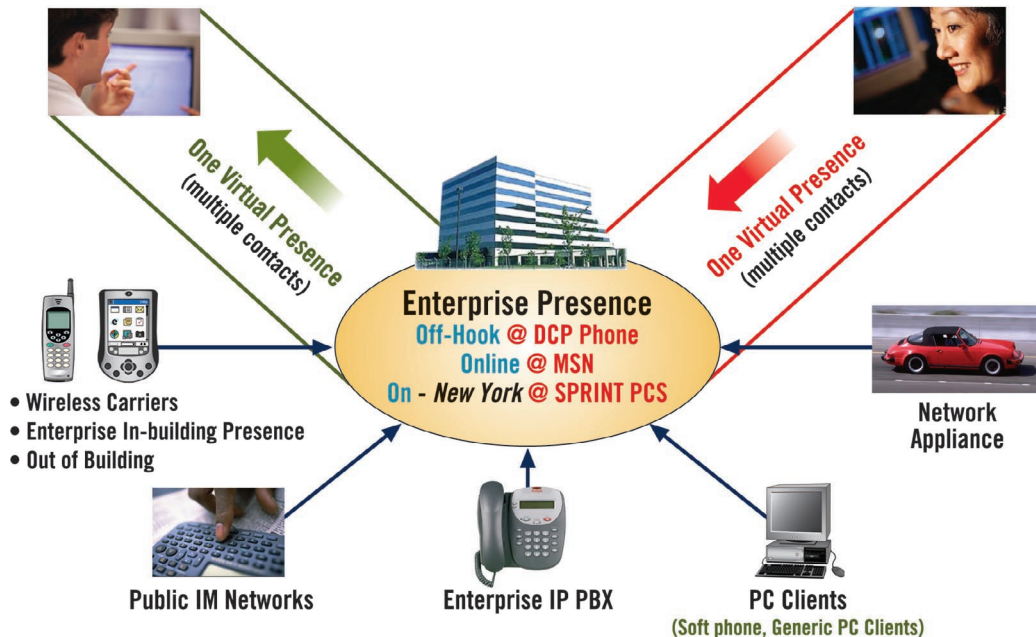 One Virtual Presence
(multiple contacts)
One Virtual Presence
(multiple contacts)
Enterprise Presence
Off-Hook @ DCP Phone
Online @ MSN
On - New York @ SPRINT PCS
• Wireless Carriers
• Enterprise In-building Presence
• Out of Building
Network
Appliance
Public IM Networks
Enterprise IP PBX
PC Clients
(Soft phone, Generic PC Clients)